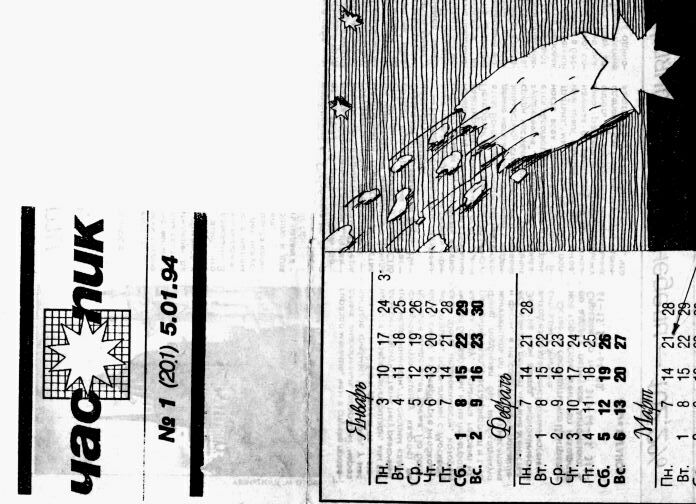 час пик
№ 1 (201) 5.01.94
Январь
Пн. 3 10 17 24 3
Вт. 4 11 18 25
Ср. 5 12 19 26
Чт. 6 13 20 27
Пт. 7 14 21 28
Сб. 1 8 15 22 29
Вс. 2 9 16 23 30
Февраль
Пн. 7 14 21 28
Вт. 1 8 15 22
Ср. 2 9 16 23
Чт. 3 10 17 24
Пт. 4 11 18 25
Сб. 5 12 19 26
Вс. 6 13 20 27
Март
Пн. 7 14 21 28
Вт. 1 8 15 22 29